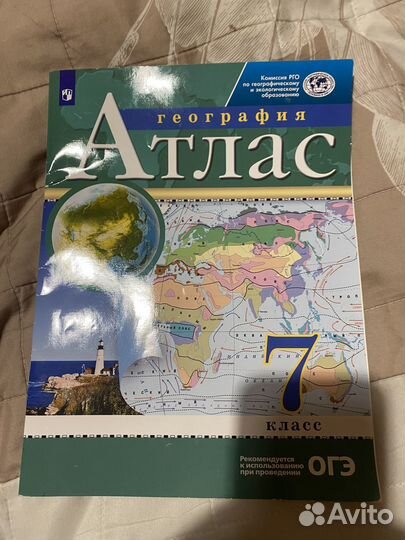 Комиссия РГО
по географическому
и экологическому
образованию
география
Атлас
7
класс
Рекомендуется
к использованию
при проведении
ОГЭ
Avito